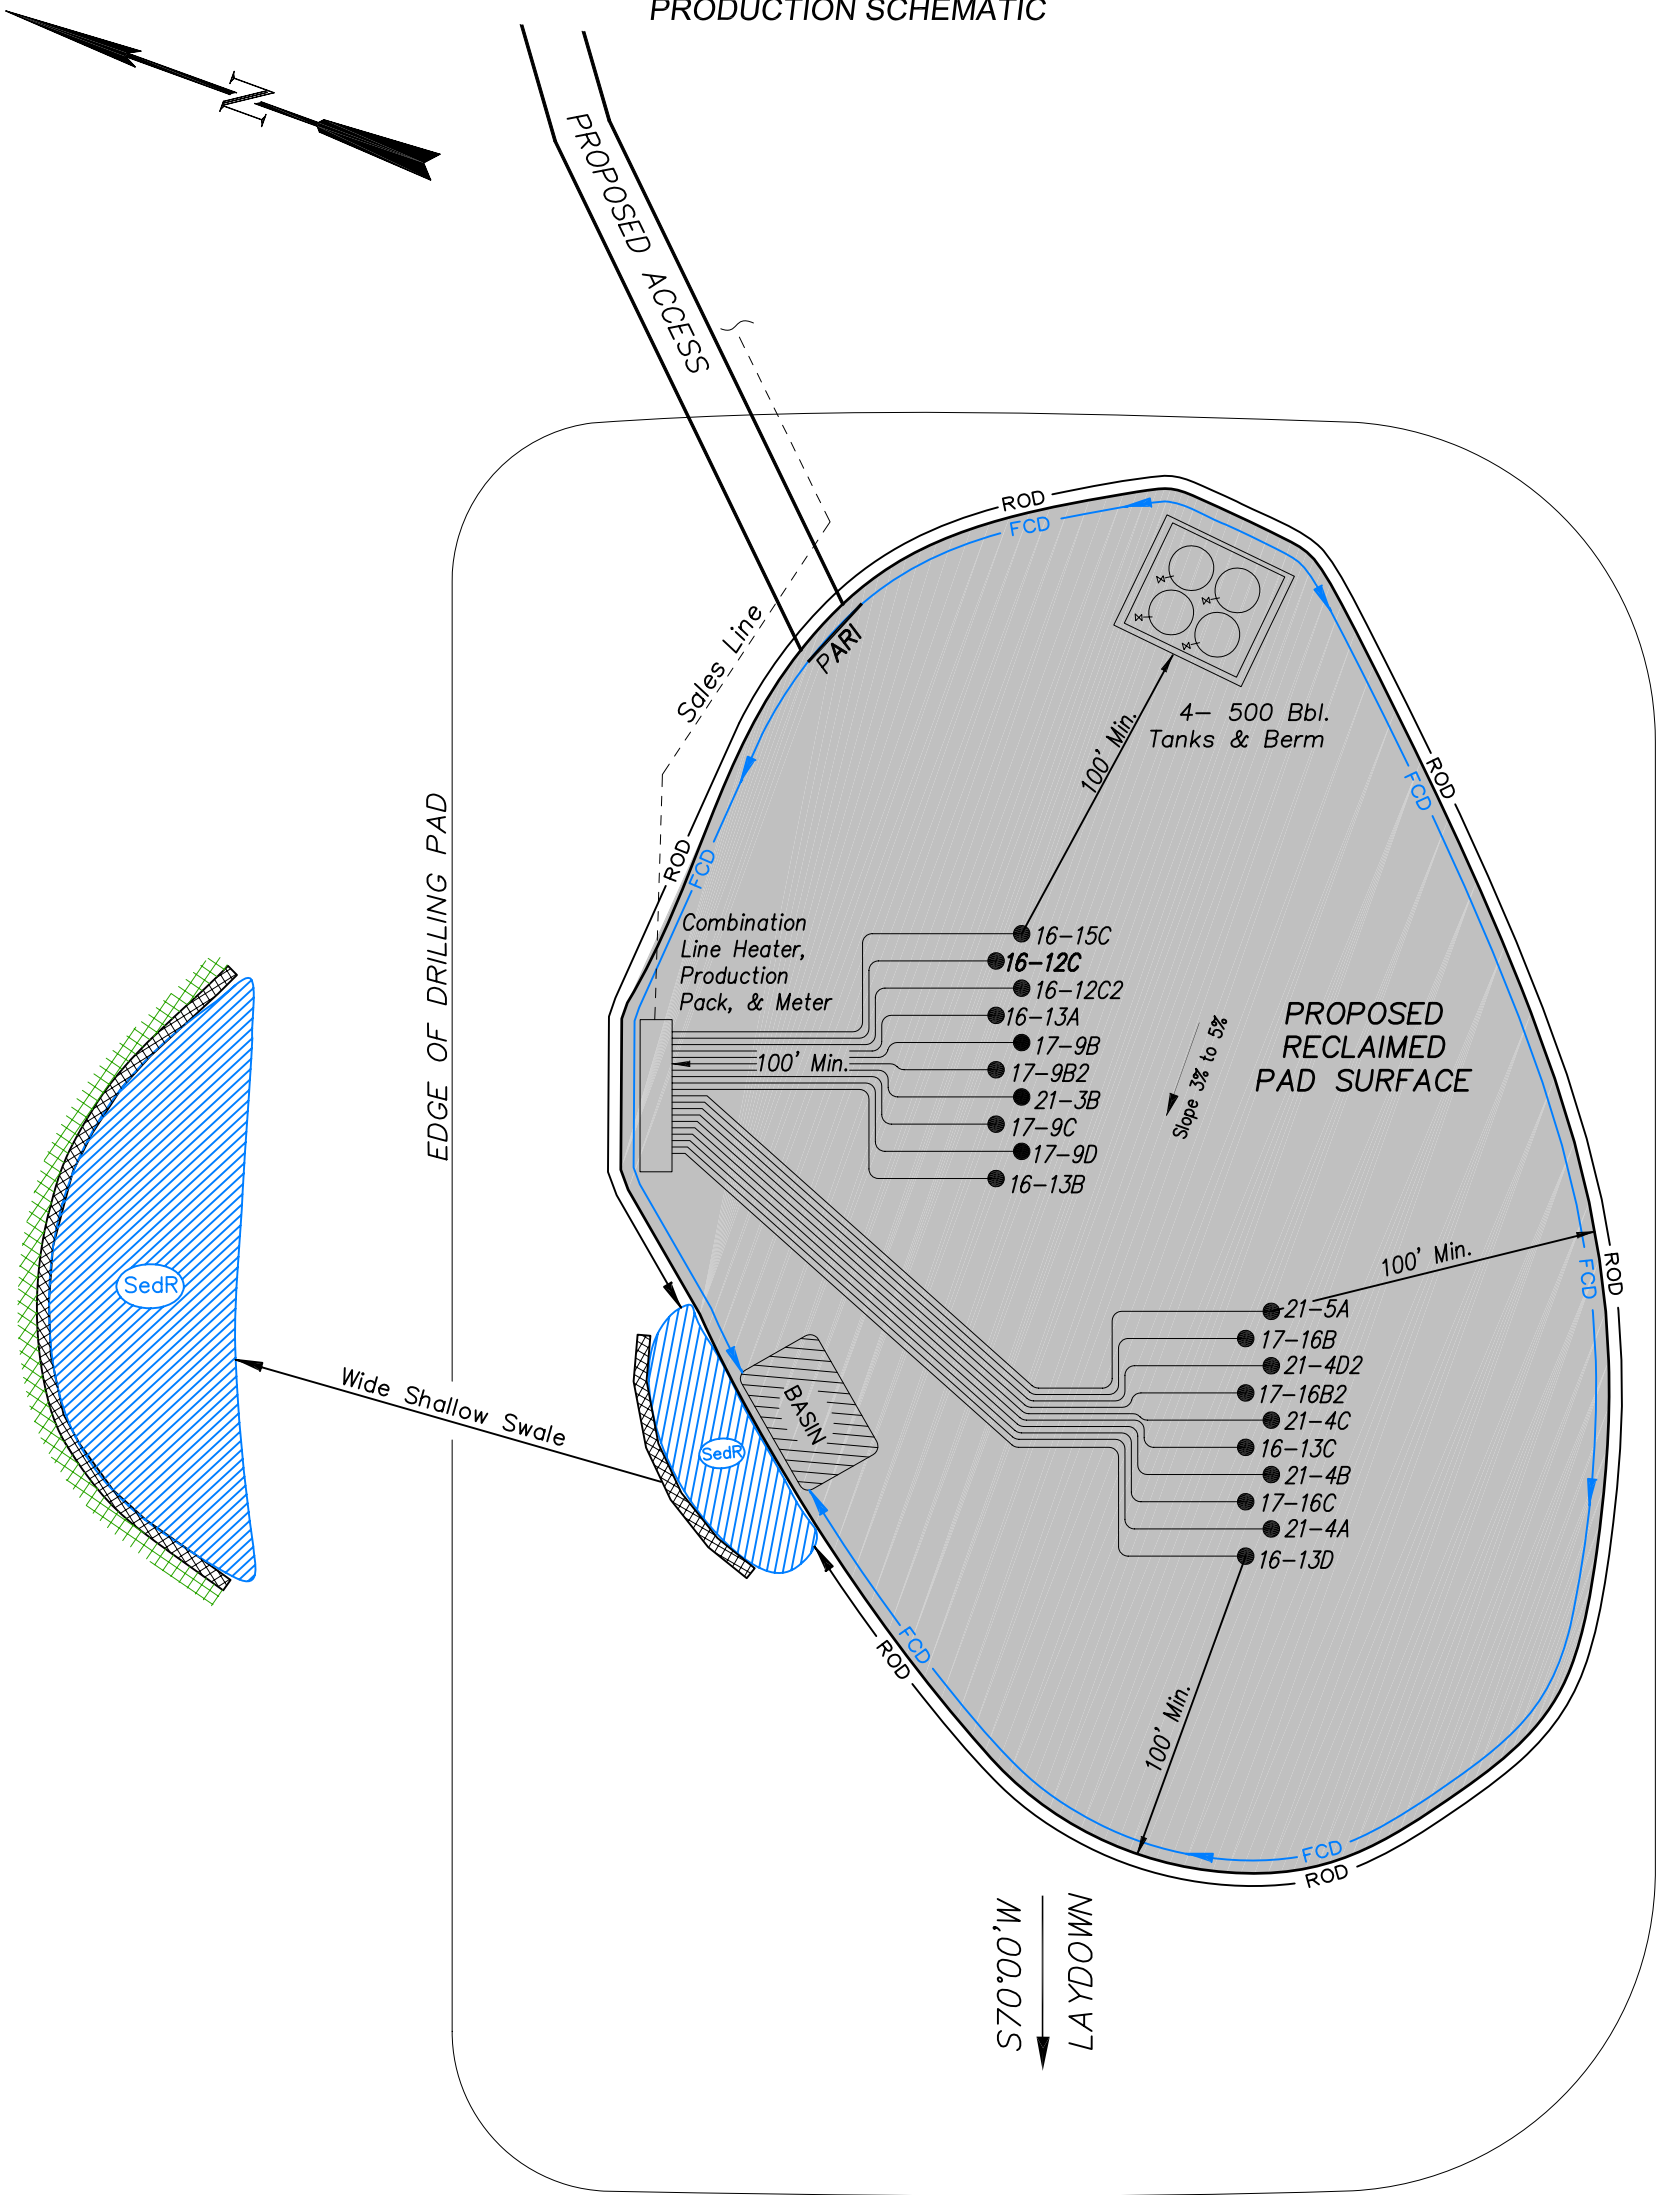 PRODUCTION SCHEMATIC
N
PROPOSED ACCESS
ROD
FCD
PARI
Sales Line
4- 500 Bbl.
Tanks & Berm
100' Min.
ROD
FCD
EDGE OF DRILLING PAD
ROD
FCD
Combination
Line Heater,
Production
Pack, & Meter
100' Min.
16-15C
16-12C
16-12C2
16-13A
17-9B
17-9B2
21-3B
17-9C
17-9D
16-13B
Slope 3% to 5%
PROPOSED
RECLAIMED
PAD SURFACE
100' Min.
ROD
FCD
SedR
Wide Shallow Swale
SedR
BASIN
21-5A
17-16B
21-4D2
17-16B2
21-4C
16-13C
21-4B
17-16C
21-4A
16-13D
FCD
ROD
100' Min.
FCD
ROD
LAYDOWN
S70.00'W